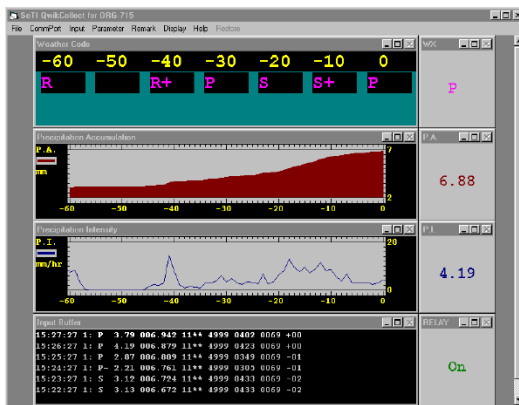 SoTI QwikCollect for ORG 715
File CommPort Input Parameter Remark Display Help Restore
Weather Code
-60 -50 -40 -30 -20 -10 0
R R+ P S S+ P
WX
P
Precipitation Accumulation
P.A.
mm
7
2
-60 -50 -40 -30 -20 -10 0
P.A.
6.88
Precipitation Intensity
P.I.
mm/hr
20
0
-60 -50 -40 -30 -20 -10 0
P.I.
4.19
Input Buffer
15:27:27 1: P 3.79 006.942 11** 4999 0402 0069 +00
15:26:27 1: P 4.19 006.879 11** 4999 0423 0069 +00
15:25:27 1: P 2.87 006.809 11** 4999 0349 0069 -01
15:24:27 1: P- 2.21 006.761 11** 4999 0305 0069 -01
15:23:27 1: S 3.12 006.724 11** 4999 0433 0069 -02
15:22:27 1: S 3.13 006.672 11** 4999 0433 0069 -02
RELAY
On